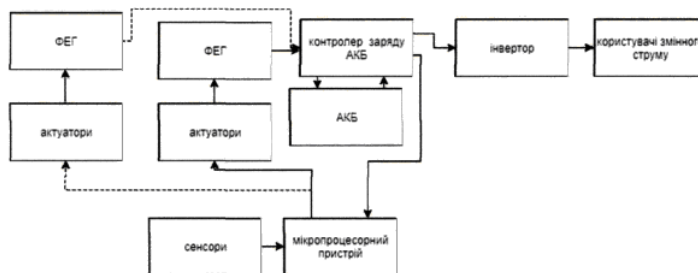 ФЕГ
ФЕГ
контролер заряду
АКБ
інвертор
користувачі змінного
струму
актуатори
актуатори
АКБ
сенсори
мікропроцесорний
пристрій